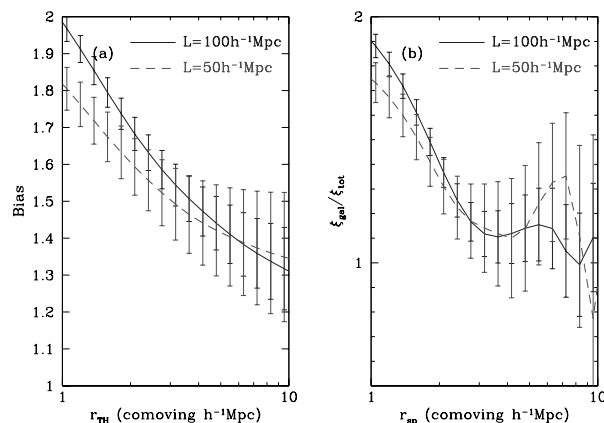 2
(a)
L=100h⁻¹Mpc
L=50h⁻¹Mpc
1.9
1.8
1.7
1.6
1.5
1.4
1.3
1.2
1.1
1
Bias
1
10
r_TH (comoving h⁻¹Mpc)
2
(b)
L=100h⁻¹Mpc
L=50h⁻¹Mpc
1
ξ_gal/ξ_tot
1
10
r_sp (comoving h⁻¹Mpc)